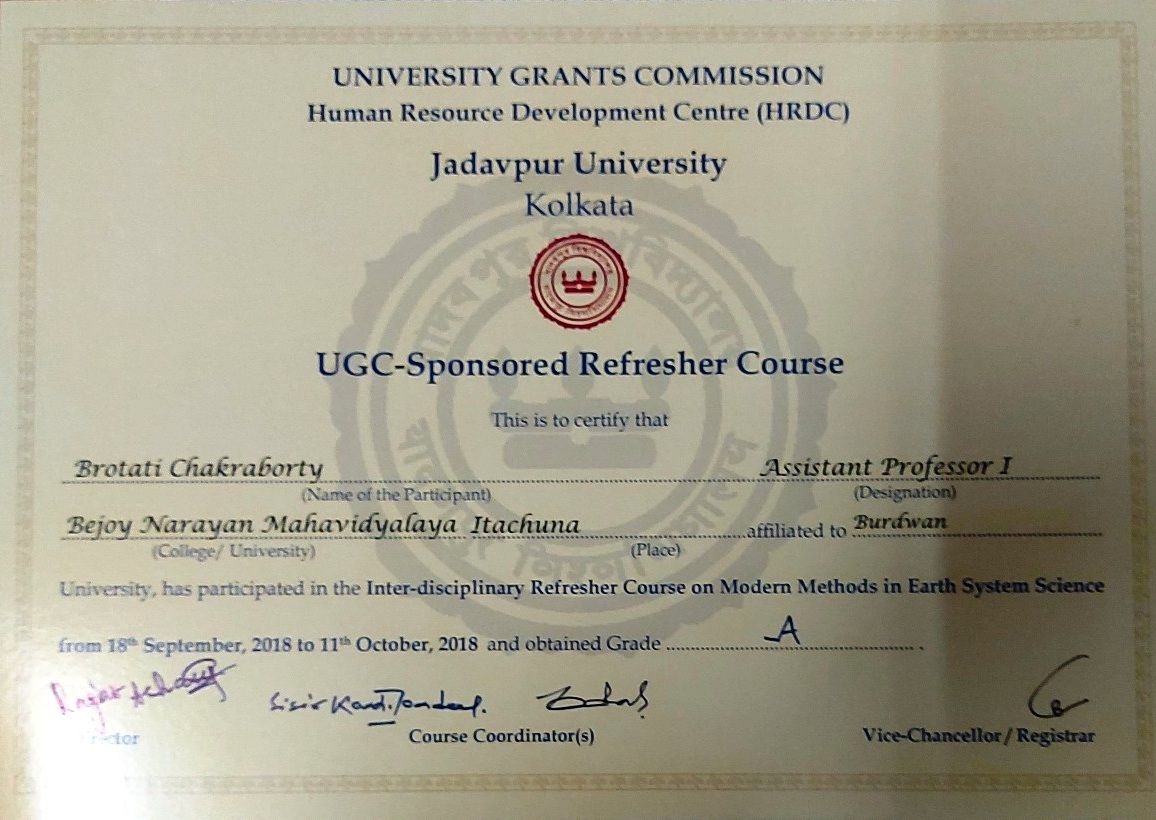 UNIVERSITY GRANTS COMMISSION
Human Resource Development Centre (HRDC)
Jadavpur University
Kolkata
UGC-Sponsored Refresher Course
This is to certify that
Brotati Chakraborty Assistant Professor I
(Name of the Participant) (Designation)
Bejoy Narayan Mahavidyalaya Itachuna affiliated to Burdwan
(College/ University) (Place)
University, has participated in the Inter-disciplinary Refresher Course on Modern Methods in Earth System Science
from 18th September, 2018 to 11th October, 2018 and obtained Grade A .
Course Coordinator(s) Vice-Chancellor/ Registrar